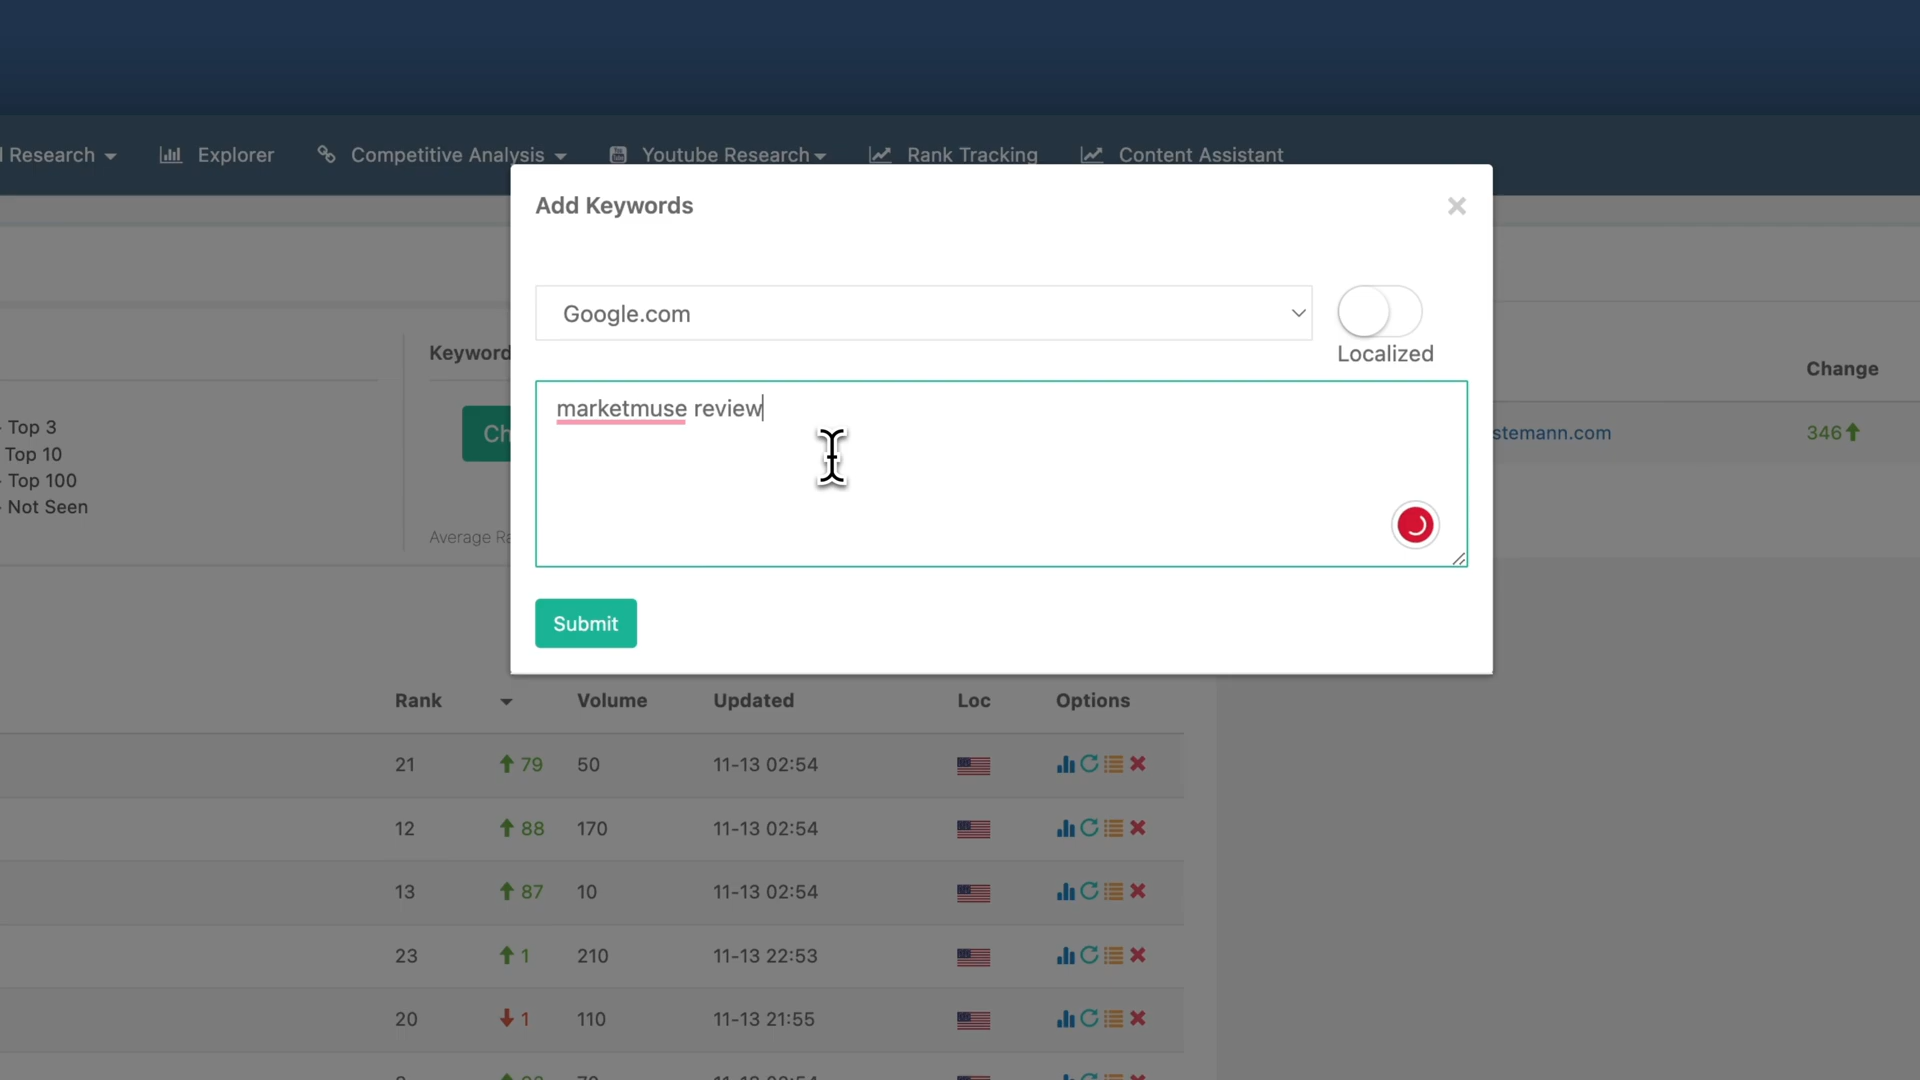 Research
Explorer
Competitive Analysis
Youtube Research
Rank Tracking
Content Assistant
Add Keywords
×
Google.com
Localized
Keyword
Change
marketmuse review
Top 3
Top 10
Top 100
Not Seen
Ch
stemann.com
346
Average Ra
Submit
Rank Volume Updated Loc Options
21 79 50 11-13 02:54
12 88 170 11-13 02:54
13 87 10 11-13 02:54
23 1 210 11-13 22:53
20 1 110 11-13 21:55